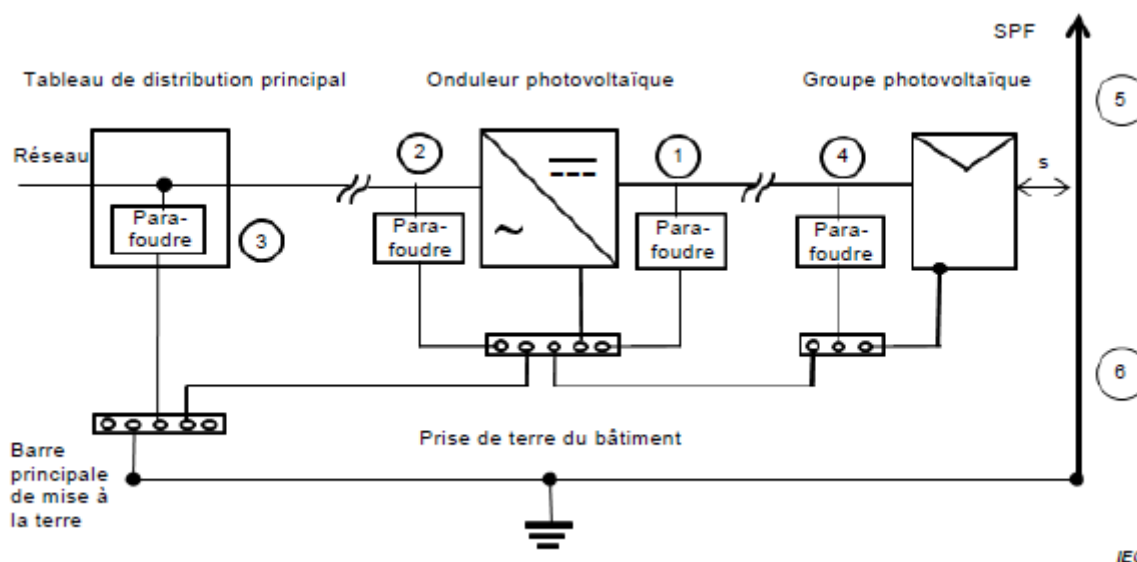 SPF
Tableau de distribution principal
Onduleur photovoltaïque
Groupe photovoltaïque
5
Réseau
2
1
4
s
Para-
foudre
3
Para-
foudre
~
Para-
foudre
Para-
foudre
6
Barre
principale
de mise à
la terre
Prise de terre du bâtiment
IEC